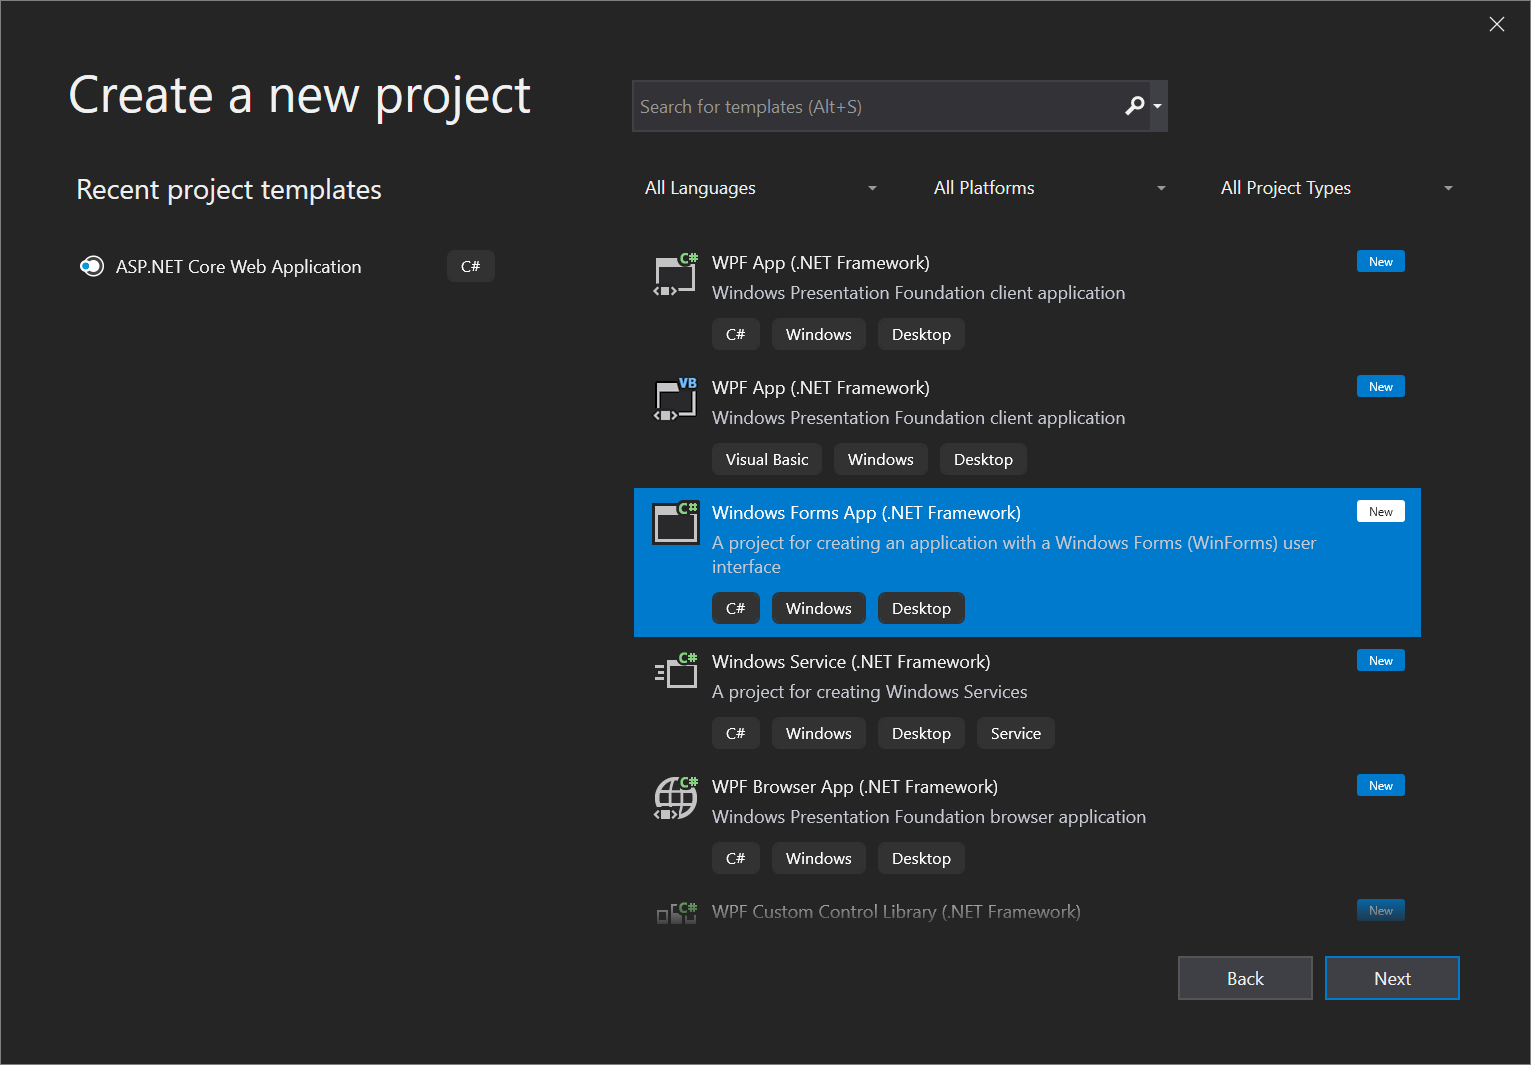 Create a new project
Search for templates (Alt+S)
Recent project templates
All Languages
All Platforms
All Project Types
ASP.NET Core Web Application
C#
C#
WPF App (.NET Framework)
New
Windows Presentation Foundation client application
C#
Windows
Desktop
VB
WPF App (.NET Framework)
New
Windows Presentation Foundation client application
Visual Basic
Windows
Desktop
C#
Windows Forms App (.NET Framework)
New
A project for creating an application with a Windows Forms (WinForms) user
interface
C#
Windows
Desktop
C#
Windows Service (.NET Framework)
New
A project for creating Windows Services
C#
Windows
Desktop
Service
C#
WPF Browser App (.NET Framework)
New
Windows Presentation Foundation browser application
C#
Windows
Desktop
C#
WPF Custom Control Library (.NET Framework)
New
Back
Next